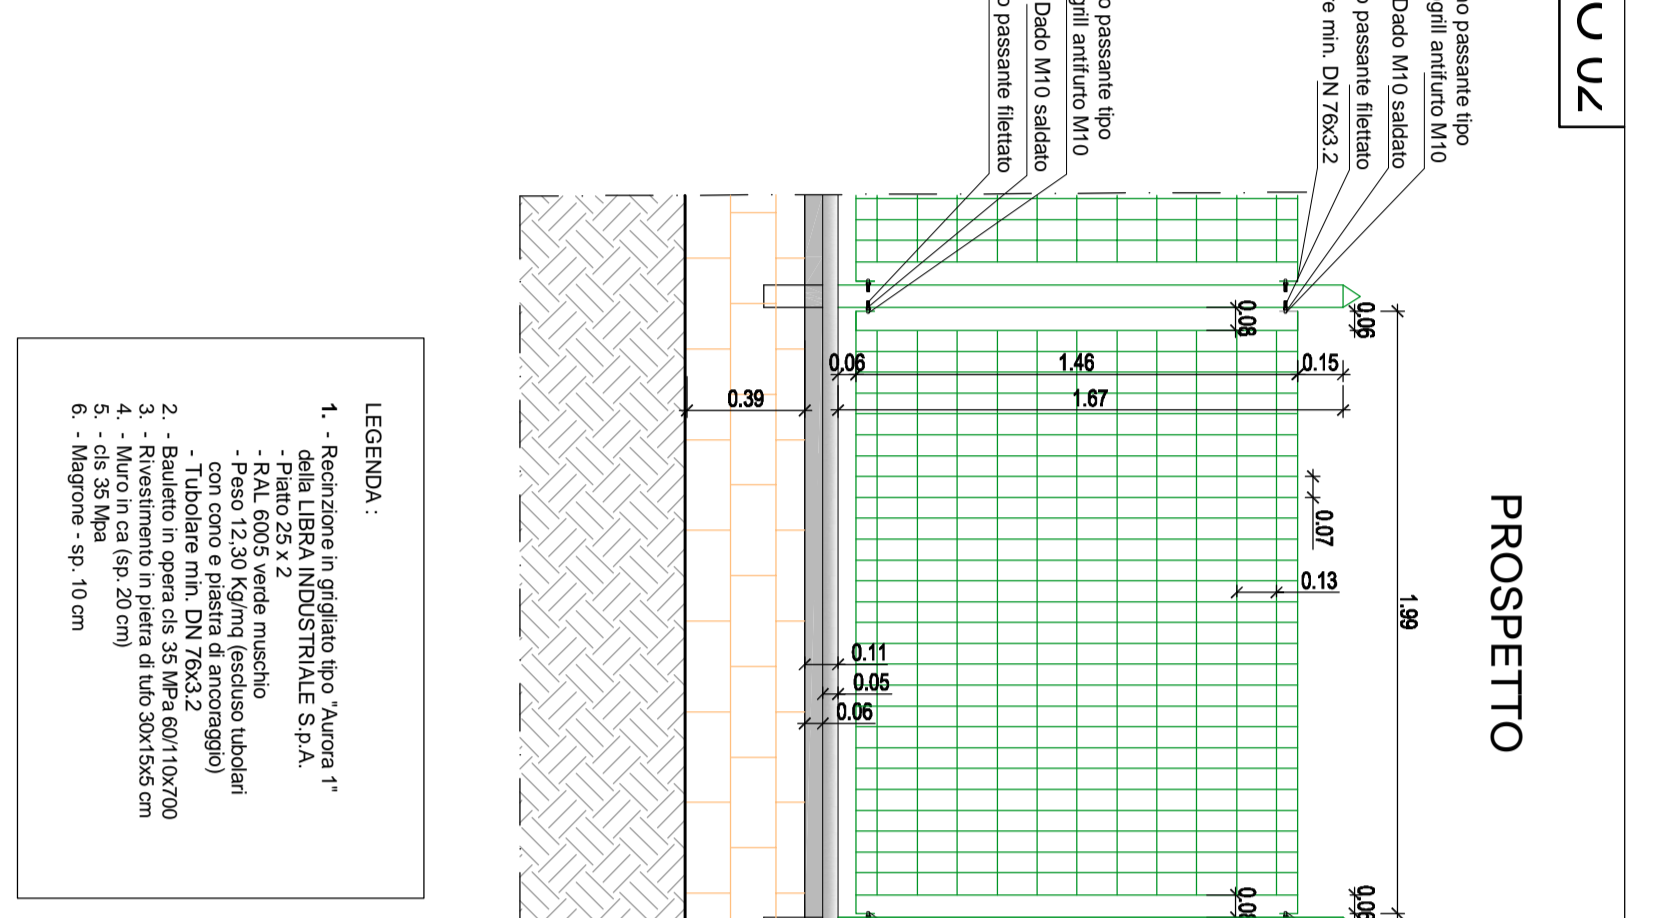 PROSPETTO
passante tipo
grill antifurto M10
Dado M10 saldato
passante filettato
min. DN 76x3.2
passante tipo
grill antifurto M10
Dado M10 saldato
passante filettato
0.06
0.08
0.06
1.46
0.15
0.39
1.67
0.07
0.13
1.99
0.11
0.05
0.06
0.08
0.06
LEGENDA :
1. - Recinzione in grigliato tipo "Aurora 1"
della LIBRA INDUSTRIALE S.p.A.
- Piatto 25 x 2
- RAL 6005 verde muschio
- Peso 12,30 Kg/mq (escluso tubolari
con cono e piastra di ancoraggio)
- Tubolare min. DN 76x3.2
2. - Bauletto in opera cls 35 MPa 60/110x700
3. - Rivestimento in pietra di tufo 30x15x5 cm
4. - Muro in ca (sp. 20 cm)
5. - cls 35 Mpa
6. - Magrone - sp. 10 cm